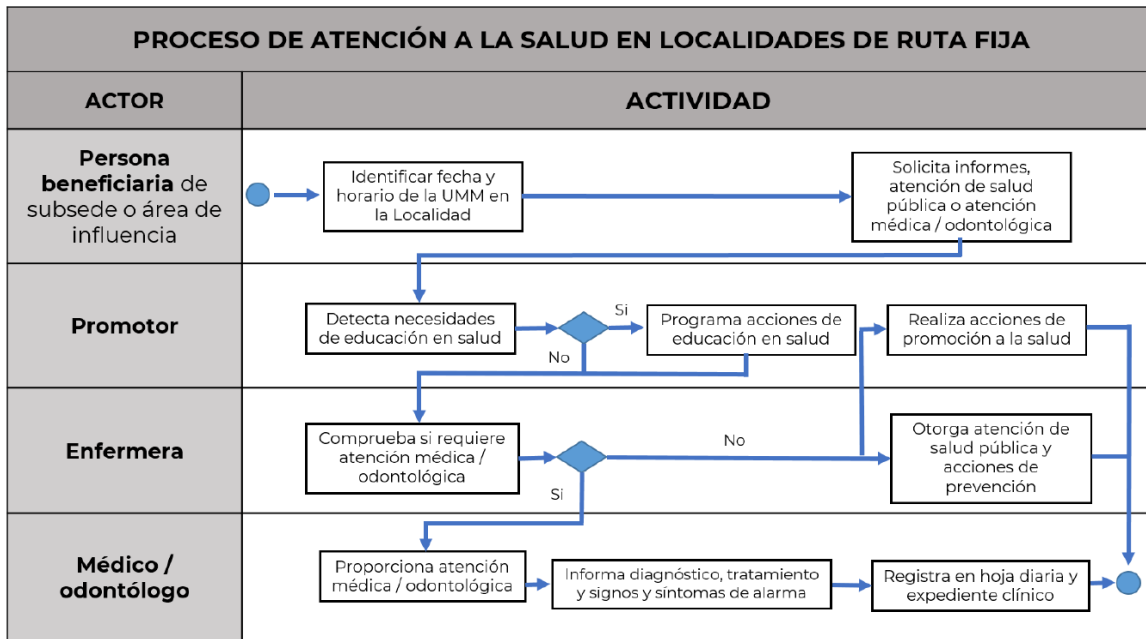 PROCESO DE ATENCIÓN A LA SALUD EN LOCALIDADES DE RUTA FIJA
ACTOR
ACTIVIDAD
Persona
beneficiaria de
subsede o área de
influencia
Identificar fecha y
horario de la UMM en
la Localidad
Solicita informes,
atención de salud
pública o atención
médica / odontológica
Promotor
Detecta necesidades
de educación en salud
Si
No
Programa acciones de
educación en salud
Realiza acciones de
promoción a la salud
Enfermera
Comprueba si requiere
atención médica /
odontológica
No
Si
Otorga atención de
salud pública y
acciones de
prevención
Médico /
odontólogo
Proporciona atención
médica / odontológica
Informa diagnóstico, tratamiento
y signos y síntomas de alarma
Registra en hoja diaria y
expediente clínico